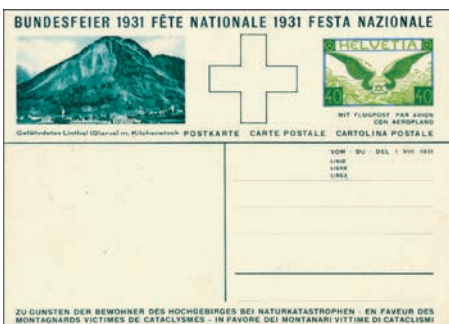 BUNDESFEIER 1931 FÊTE NATIONALE 1931 FESTA NAZIONALE
HELVETIA
40 40
MIT FLUGPOST PAR AVION
CON AEROPLANO
Gefährdetes Linthal (Glarus) m. Kilchenstock POSTKARTE CARTE POSTALE CARTOLINA POSTALE
VOM - DU - DEL 1 VIII 1931
LINIE
LIGNE
LINEA
ZU GUNSTEN DER BEWOHNER DES HOCHGEBIRGES BEI NATURKATASTROPHEN - EN FAVEUR DES
MONTAGNARDS VICTIMES DE CATACLYSMES - IN FAVORE DEI MONTANARI VITTIME DI CATACLISMI